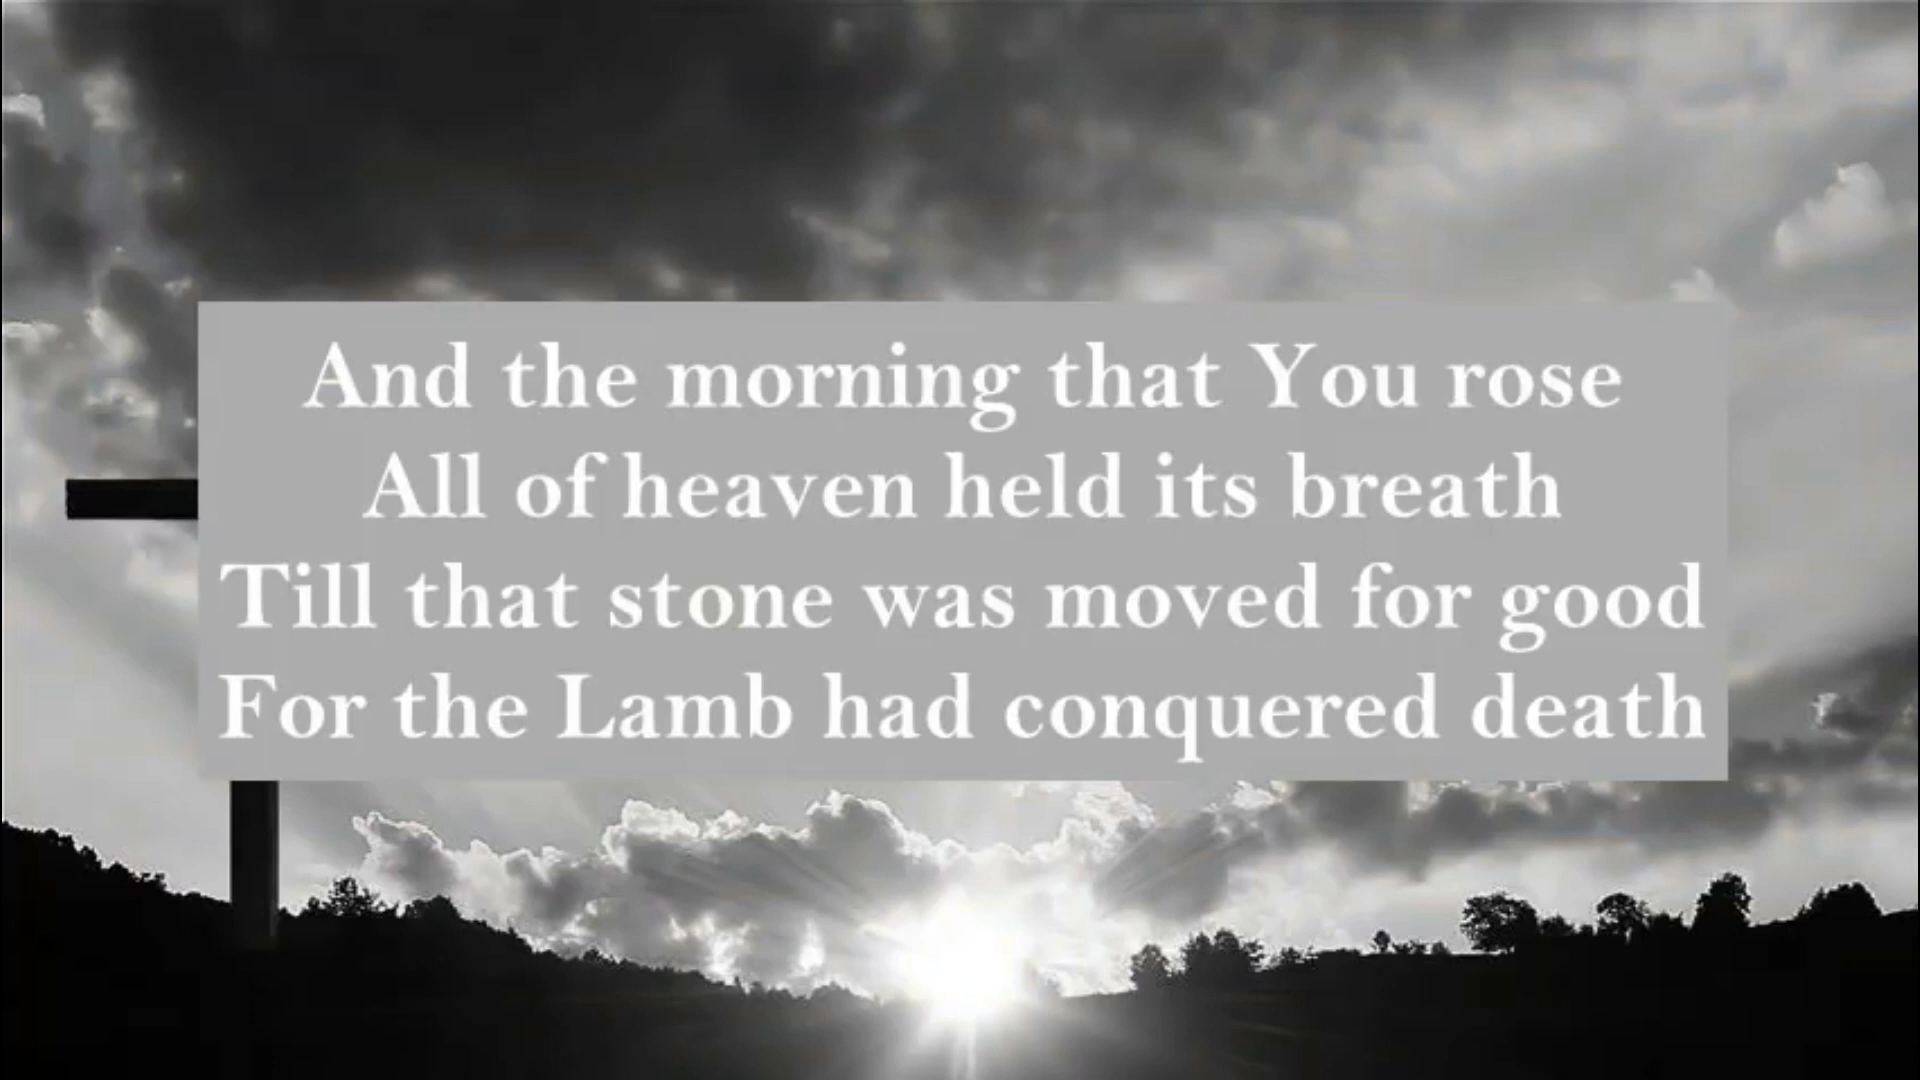 And the morning that You rose
All of heaven held its breath
Till that stone was moved for good
For the Lamb had conquered death